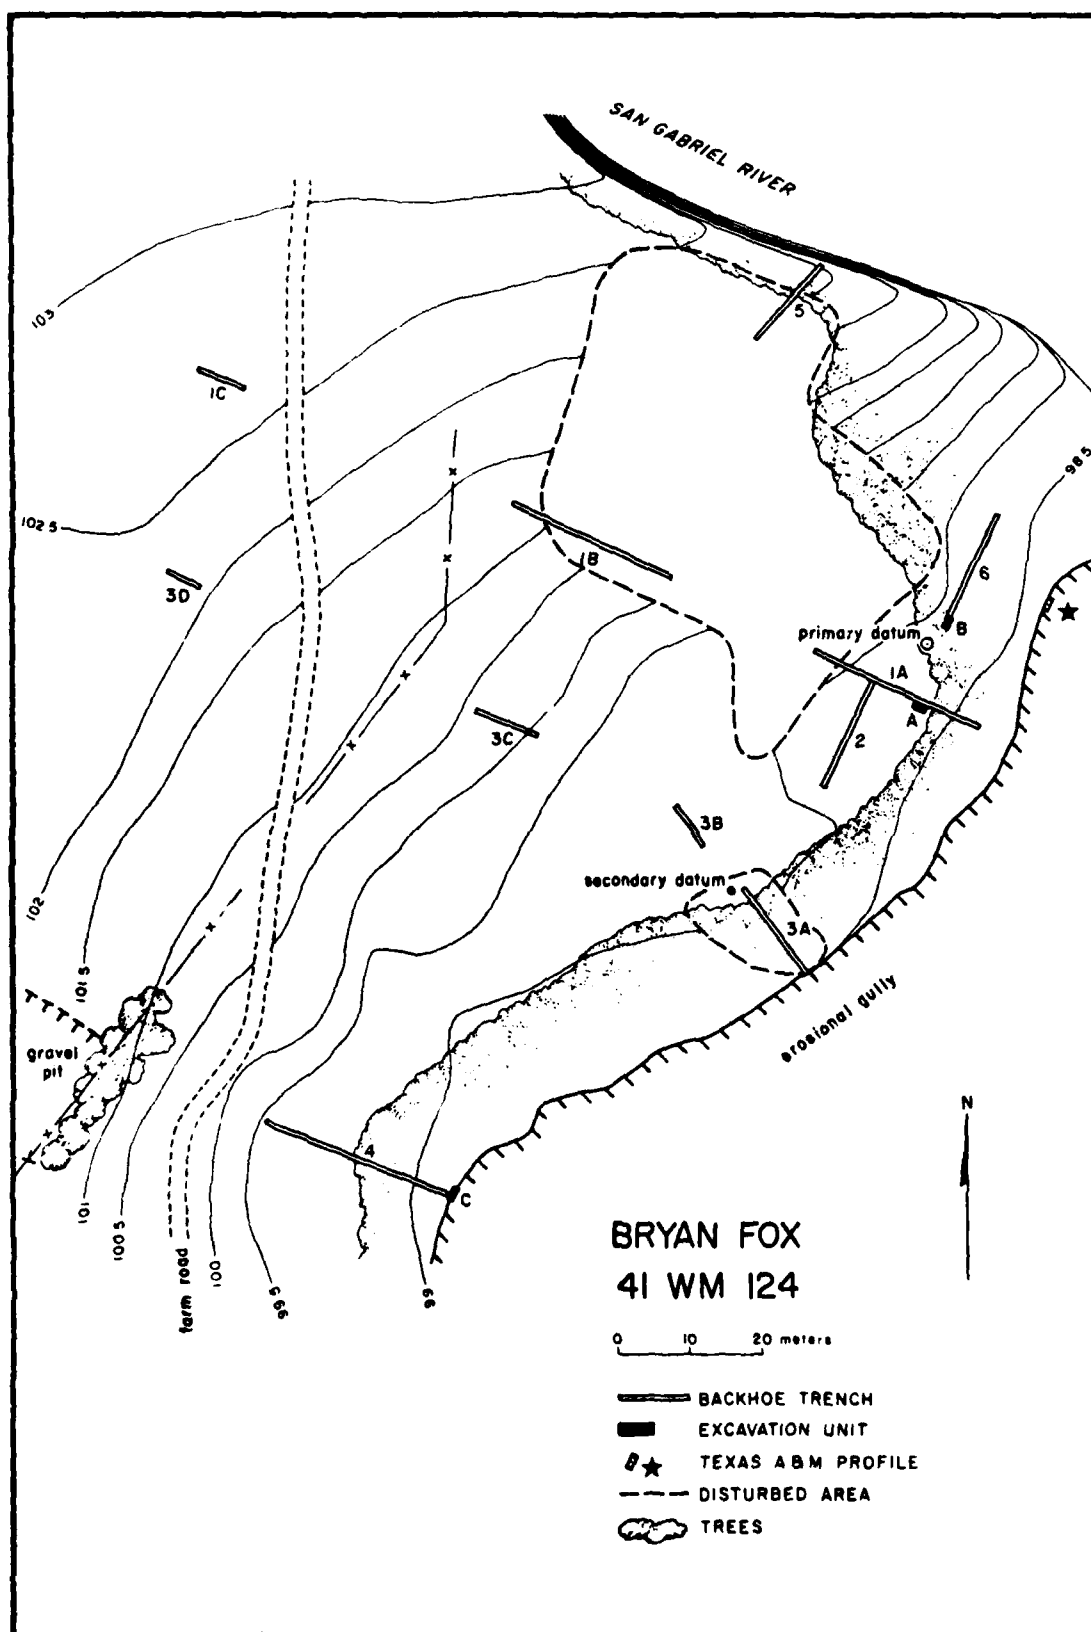 SAN GABRIEL RIVER
103
5
1C
98.5
102.5
1B
6
3D
B
primary datum
1A
A
3C
2
3B
secondary datum
102
3A
101.5
erosional gully
gravel
pit
N
4
C
101
100.5
farm road
100
99.5
99
BRYAN FOX
41 WM 124
0 10 20 meters
BACKHOE TRENCH
EXCAVATION UNIT
TEXAS A&M PROFILE
DISTURBED AREA
TREES